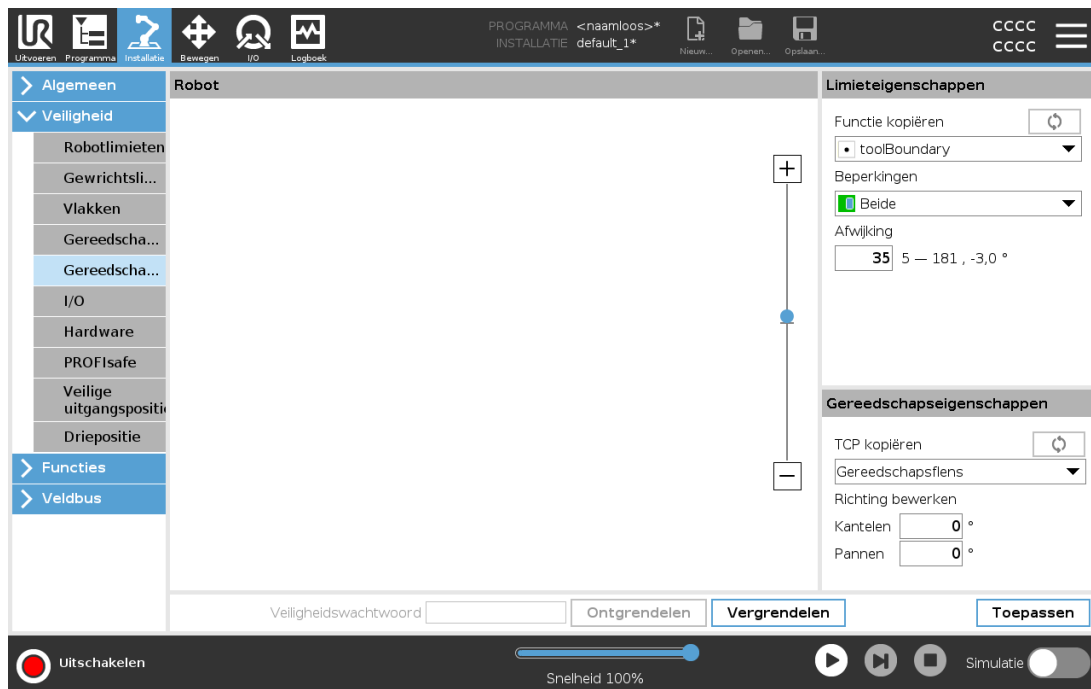 Uitvoeren Programma Installatie Bewegen I/O Logboek
PROGRAMMA <naamloos>*
INSTALLATIE default_1*
Nieuw... Openen... Opslaan...
CCCC
CCCC
Algemeen
Veiligheid
Robotlimieten
Gewrichtsli...
Vlakken
Gereedscha...
Gereedscha...
I/O
Hardware
PROFIsafe
Veilige
uitgangspositi
Driepositie
Functies
Veldbus
Robot
Limieteigenschappen
Functie kopiëren
toolBoundary
Beperkingen
Beide
Afwijking
35 5 — 181 , -3,0 °
Gereedschapseigenschappen
TCP kopiëren
Gereedschapsflens
Richting bewerken
Kantelen 0 °
Pannen 0 °
Veiligheidswachtwoord Ontgrendelen Vergrendelen Toepassen
Uitschakelen
Snelheid 100%
Simulatie